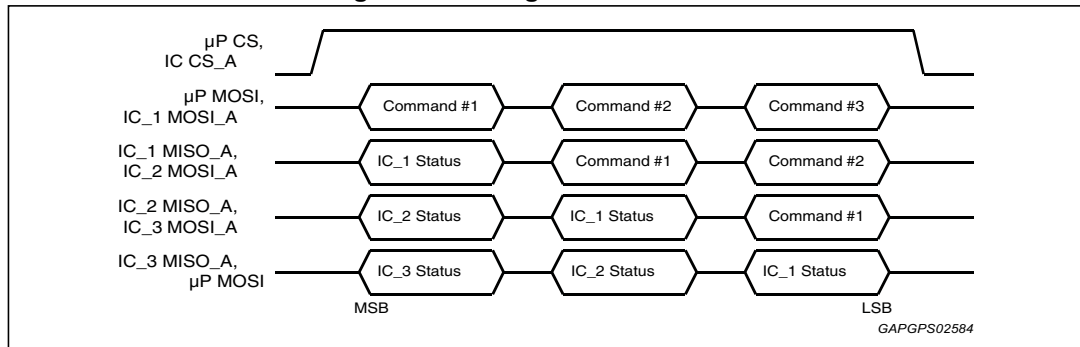 μP CS,
IC CS_A
μP MOSI,
IC_1 MOSI_A
Command #1
Command #2
Command #3
IC_1 MISO_A,
IC_2 MOSI_A
IC_1 Status
Command #1
Command #2
IC_2 MISO_A,
IC_3 MOSI_A
IC_2 Status
IC_1 Status
Command #1
IC_3 MISO_A,
μP MOSI
IC_3 Status
IC_2 Status
IC_1 Status
MSB
LSB
GAPGPS02584